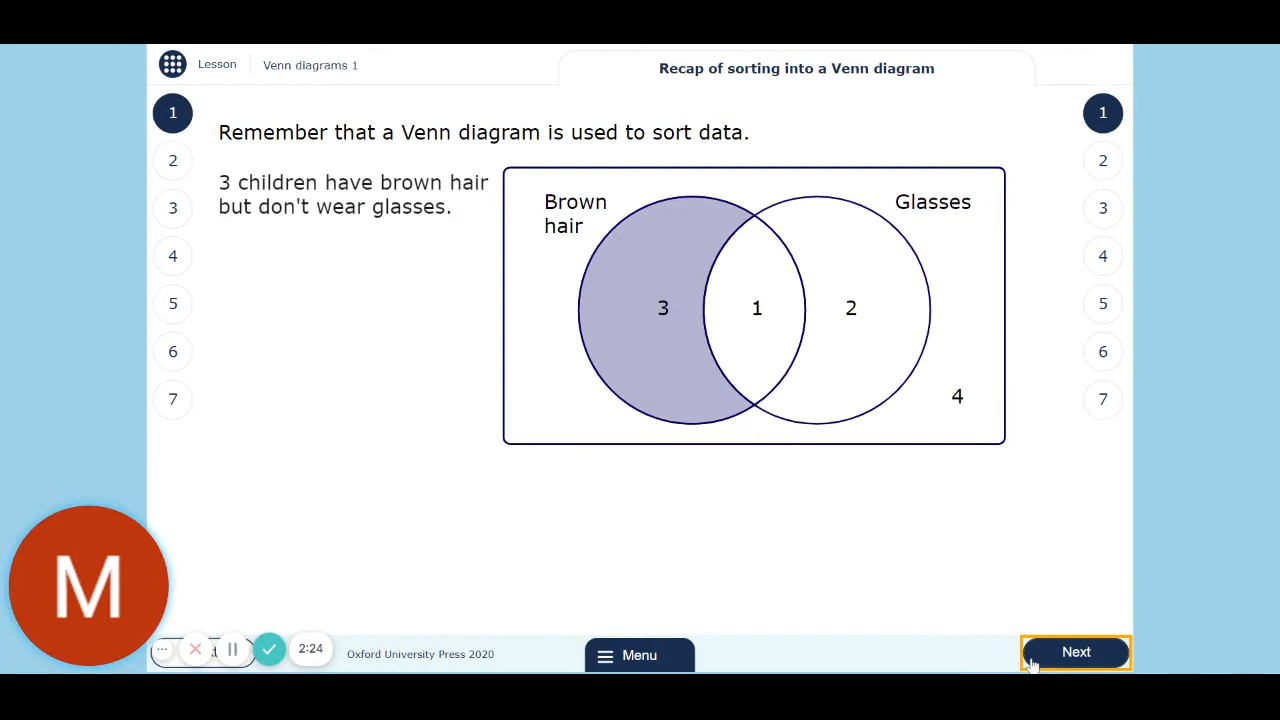 Lesson
Venn diagrams 1
Recap of sorting into a Venn diagram
1
2
3
4
5
6
7
Remember that a Venn diagram is used to sort data.
3 children have brown hair
but don't wear glasses.
Brown
hair
Glasses
3
1
2
4
1
2
3
4
5
6
7
M
2:24
Oxford University Press 2020
Menu
Next